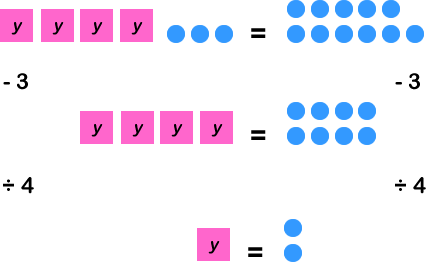 y y y y =
- 3 - 3
y y y y =
÷ 4 ÷ 4
y =